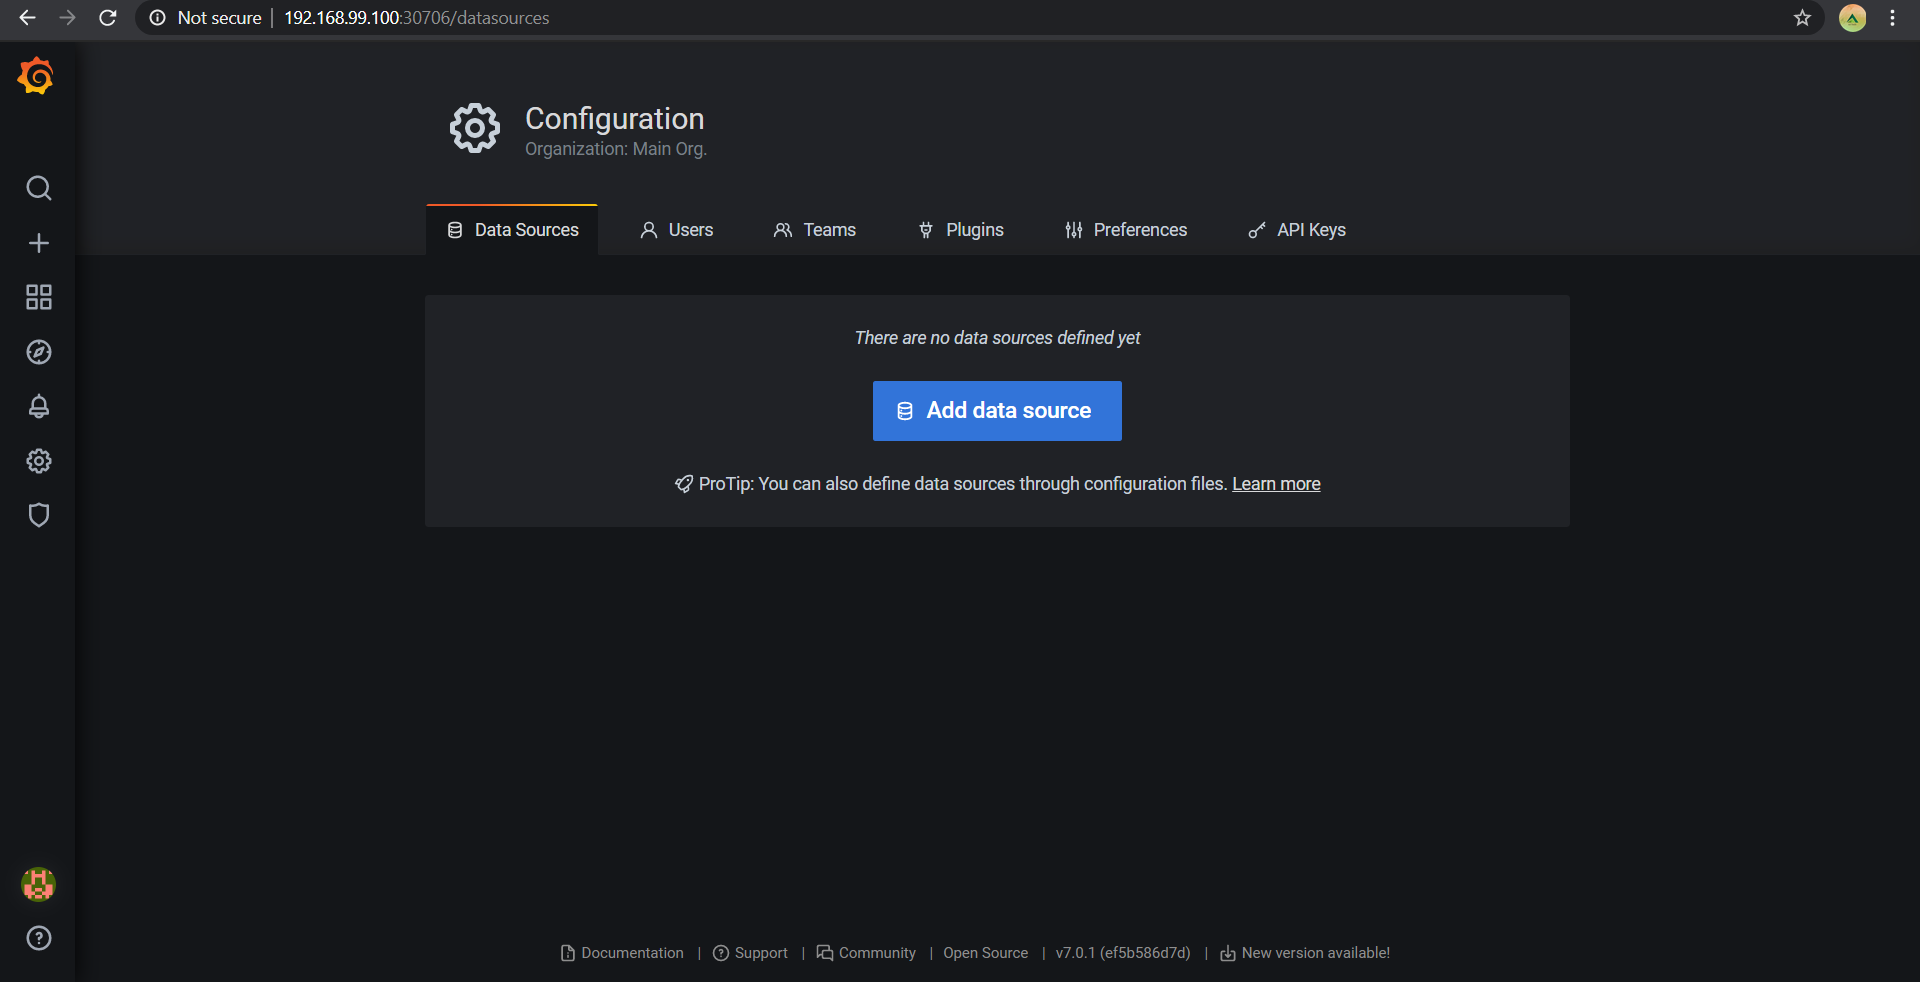 Not secure | 192.168.99.100:30706/datasources
Configuration
Organization: Main Org.
Data Sources Users Teams Plugins Preferences API Keys
There are no data sources defined yet
Add data source
ProTip: You can also define data sources through configuration files. Learn more
Documentation | Support | Community | Open Source | v7.0.1 (ef5b586d7d) | New version available!